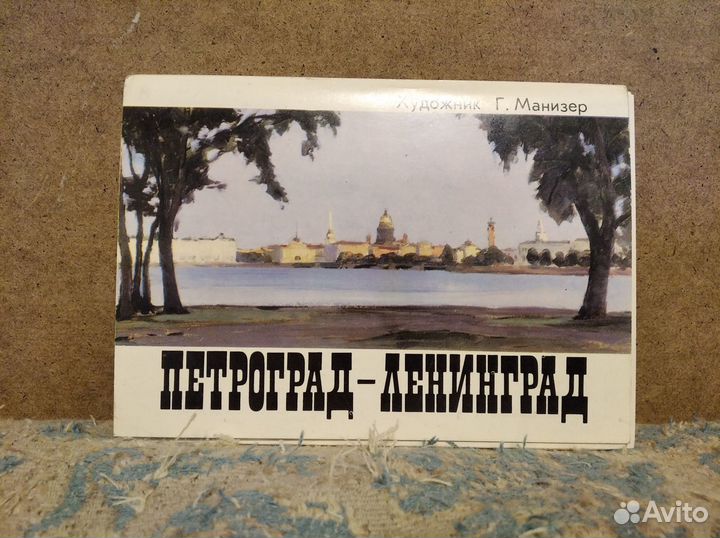 Художник Г. Манизер
ПЕТРОГРАД–ЛЕНИНГРАД
Avito